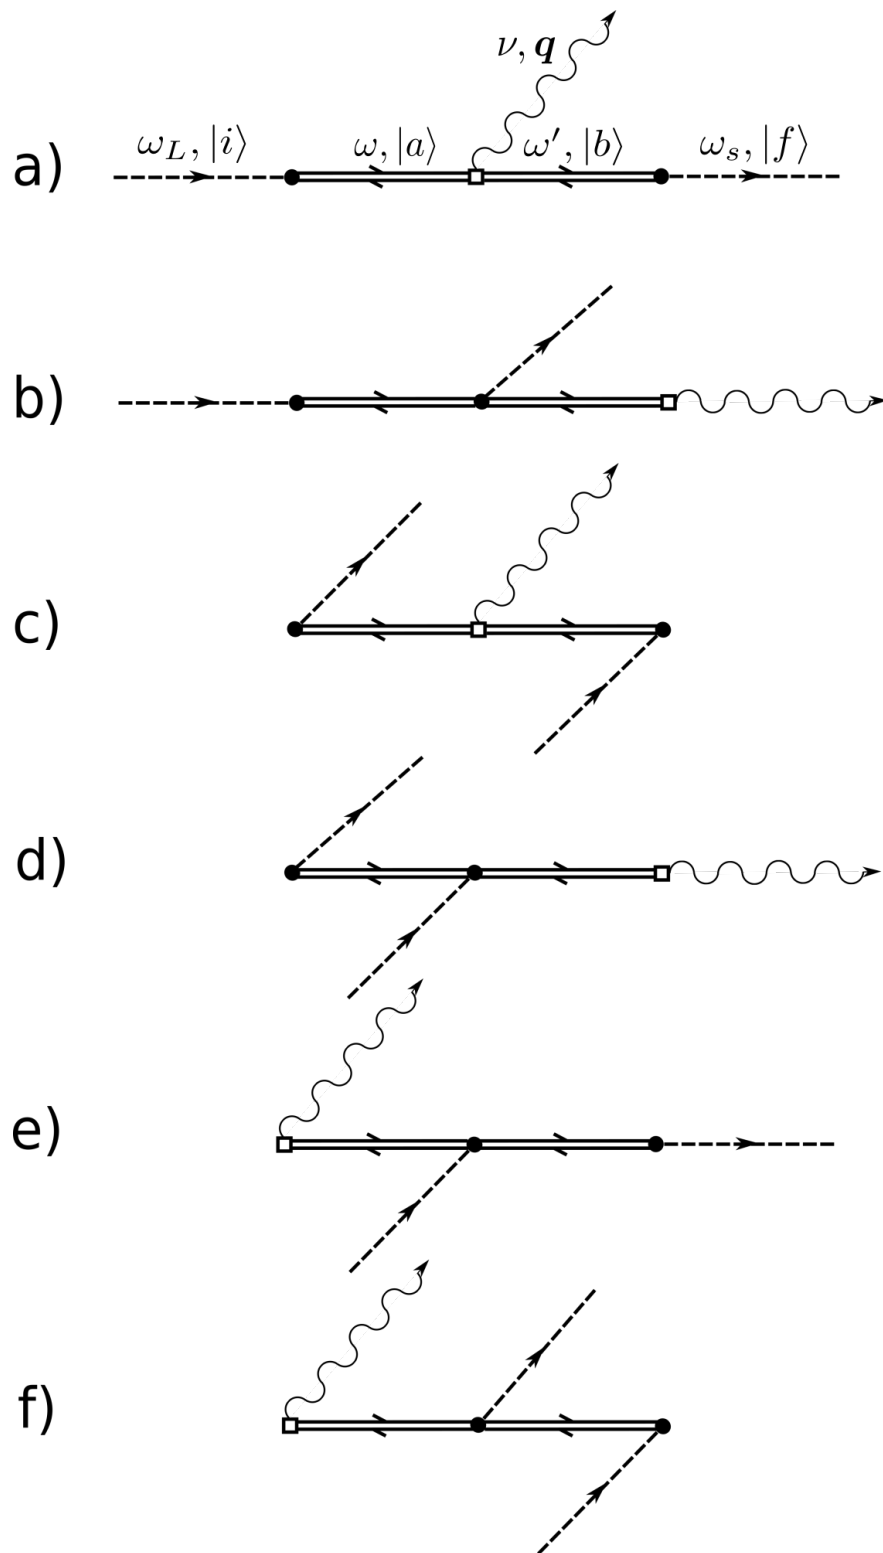 ν, q
a) ω_L, |i⟩ ω, |a⟩ ω′, |b⟩ ω_s, |f⟩
b)
c)
d)
e)
f)